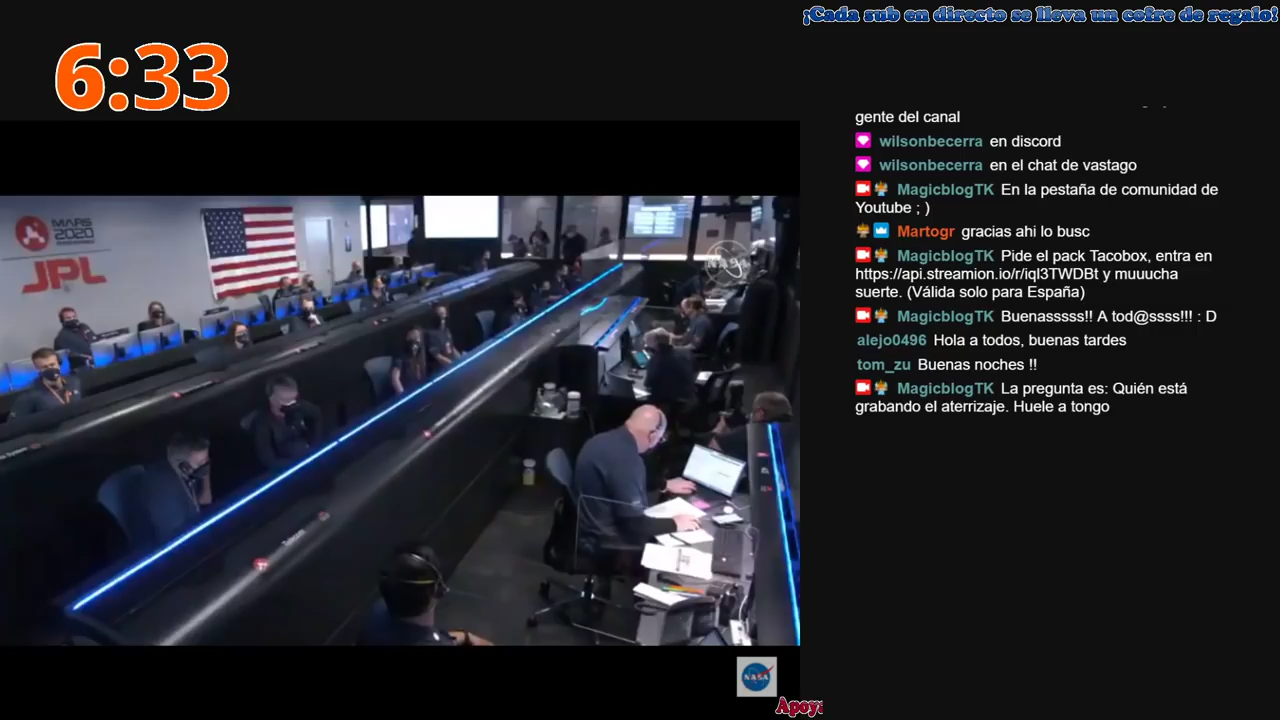 ¡Cada sub en directo se lleva un cofre de regalo!
6:33
gente del canal
wilsonbecerra en discord
wilsonbecerra en el chat de vastago
MagicblogTK En la pestaña de comunidad de
Youtube ; )
Martogr gracias ahi lo busc
MagicblogTK Pide el pack Tacobox, entra en
https://api.streamion.io/r/iqI3TWDBt y muuucha
suerte. (Válida solo para España)
MagicblogTK Buenasssss!! A tod@ssss!!! : D
alejo0496 Hola a todos, buenas tardes
tom_zu Buenas noches !!
MagicblogTK La pregunta es: Quién está
grabando el aterrizaje. Huele a tongo
MARS
2020
JPL
NASA
NASA
Apoya